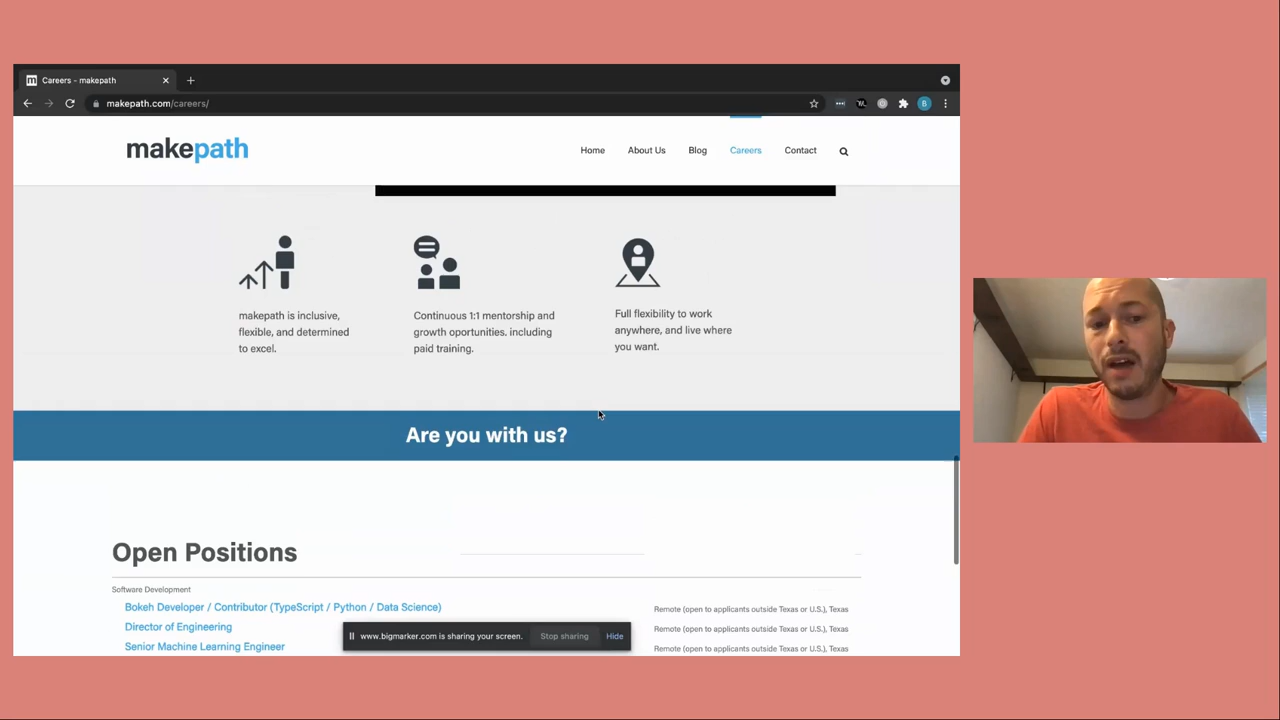 Careers - makepath
makepath.com/careers/
B
makepath
Home
About Us
Blog
Careers
Contact
makepath is inclusive,
flexible, and determined
to excel.
Continuous 1:1 mentorship and
growth oportunities. including
paid training.
Full flexibility to work
anywhere, and live where
you want.
Are you with us?
Open Positions
Software Development
Bokeh Developer / Contributor (TypeScript / Python / Data Science)
Remote (open to applicants outside Texas or U.S.), Texas
Director of Engineering
Remote (open to applicants outside Texas or U.S.), Texas
Senior Machine Learning Engineer
Remote (open to applicants outside Texas or U.S.), Texas
www.bigmarker.com is sharing your screen.
Stop sharing
Hide